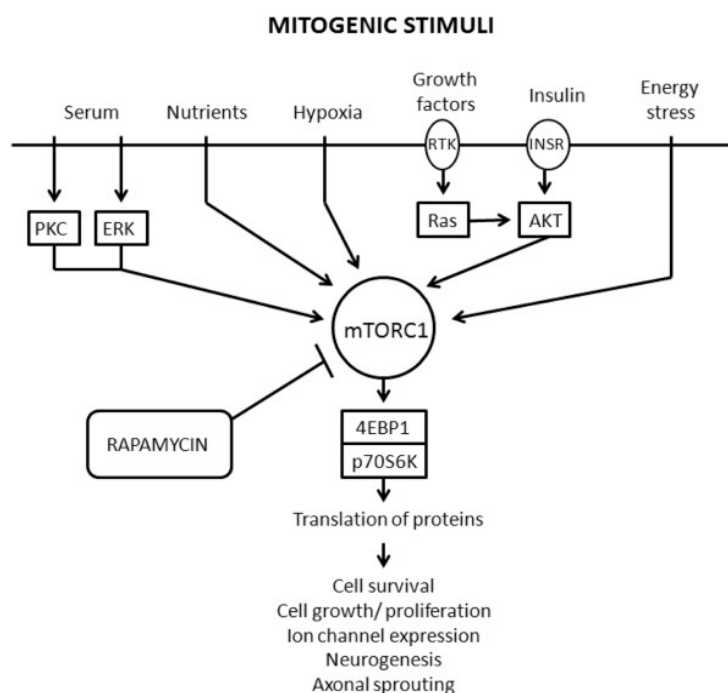 MITOGENIC STIMULI
Serum
Nutrients
Hypoxia
Growth
factors
Insulin
Energy
stress
RTK
INSR
PKC
ERK
Ras
AKT
mTORC1
RAPAMYCIN
4EBP1
p70S6K
Translation of proteins
Cell survival
Cell growth/ proliferation
Ion channel expression
Neurogenesis
Axonal sprouting